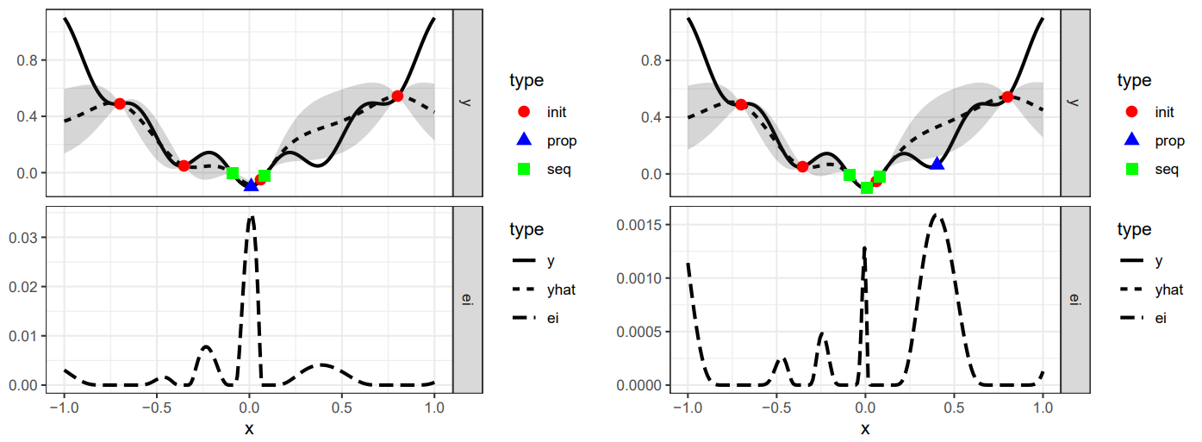 0.8
0.4
0.0
y
type
init
prop
seq
0.03
0.02
0.01
0.00
ei
type
y
yhat
ei
−1.0 −0.5 0.0 0.5 1.0
x
0.8
0.4
0.0
y
type
init
prop
seq
0.0015
0.0010
0.0005
0.0000
ei
type
y
yhat
ei
−1.0 −0.5 0.0 0.5 1.0
x